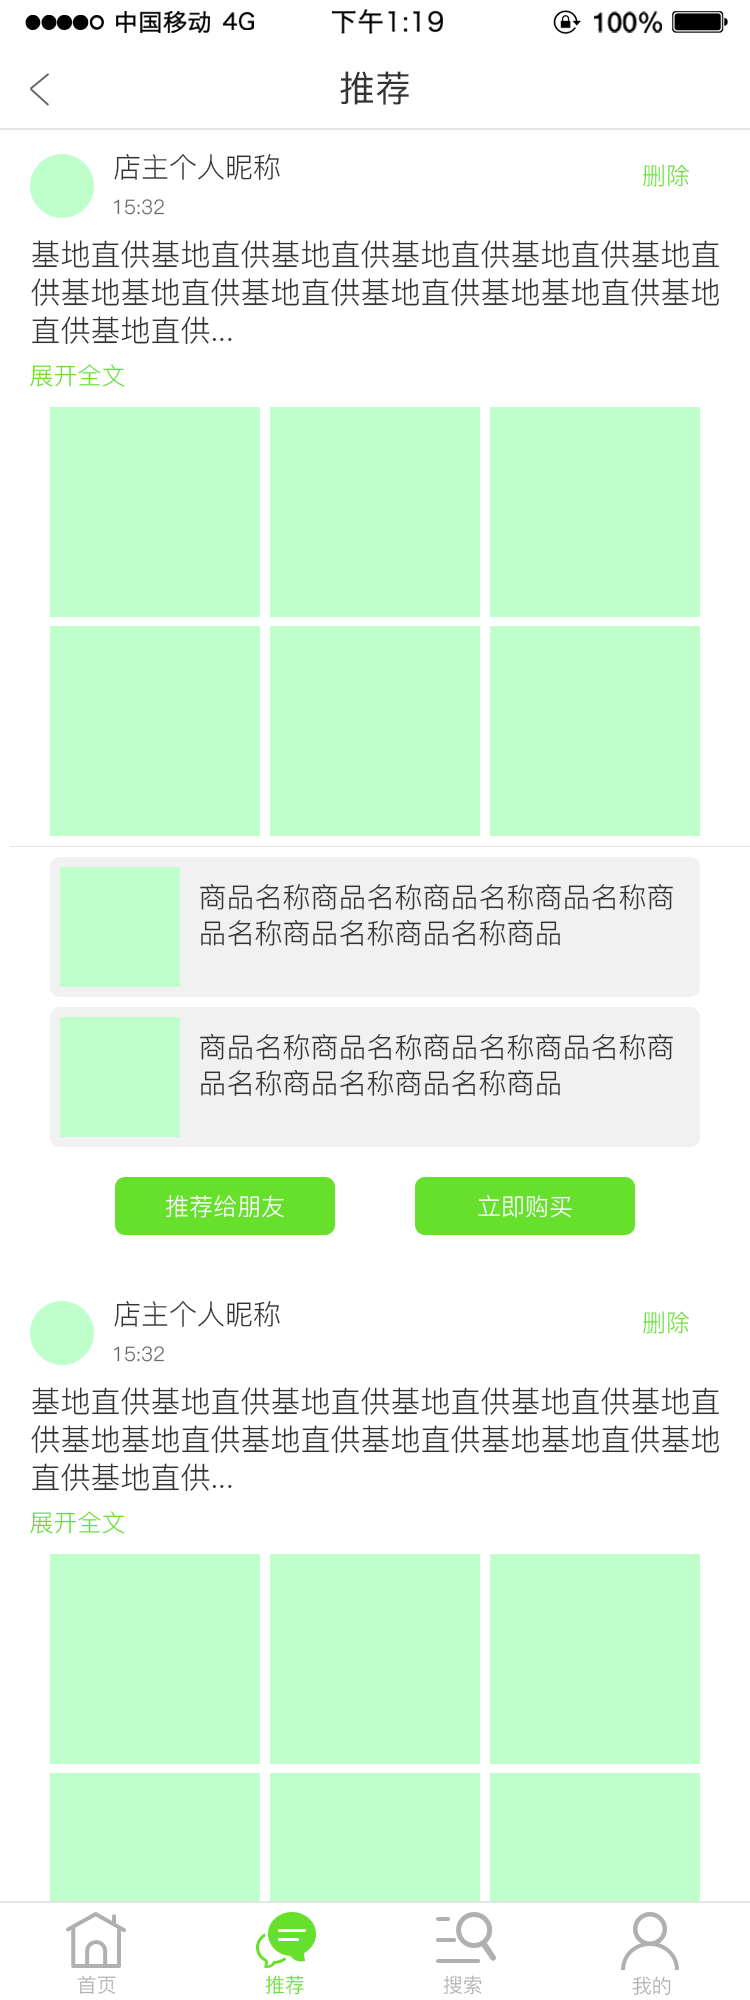 中国移动 4G 下午1:19 100%
推荐
店主个人昵称
删除
15:32
基地直供基地直供基地直供基地直供基地直供基地直
供基地基地直供基地直供基地直供基地基地直供基地
直供基地直供...
展开全文
商品名称商品名称商品名称商品名称商
品名称商品名称商品名称商品
商品名称商品名称商品名称商品名称商
品名称商品名称商品名称商品
推荐给朋友 立即购买
店主个人昵称
删除
15:32
基地直供基地直供基地直供基地直供基地直供基地直
供基地基地直供基地直供基地直供基地基地直供基地
直供基地直供...
展开全文
首页 推荐 搜索 我的